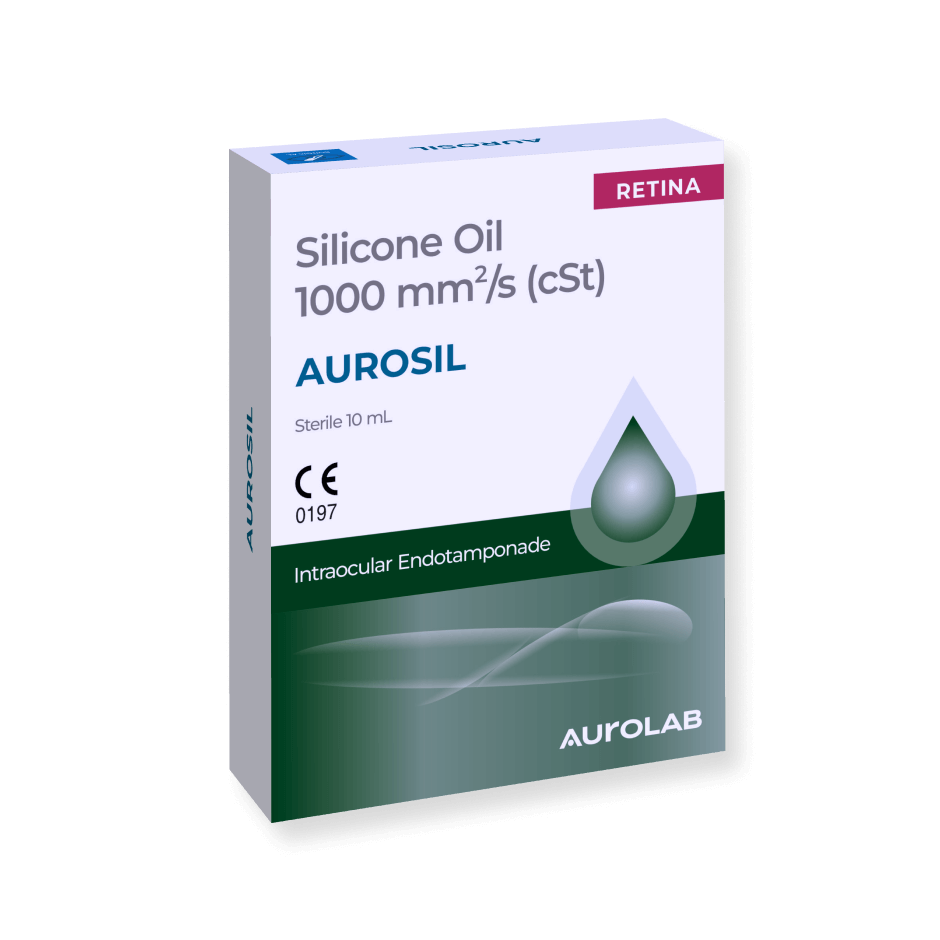 AUROSIL
RETINA
Silicone Oil
1000 mm²/s (cSt)
AUROSIL
Sterile 10 mL
CE
0197
Intraocular Endotamponade
AUROLAB
AUROSIL